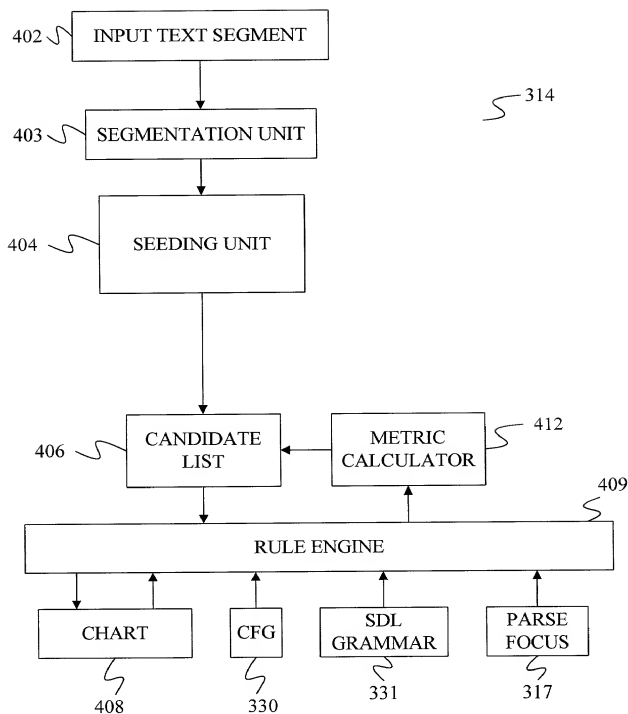 402
INPUT TEXT SEGMENT
314
403
SEGMENTATION UNIT
404
SEEDING UNIT
406
CANDIDATE
LIST
METRIC
CALCULATOR
412
409
RULE ENGINE
CHART
CFG
SDL
GRAMMAR
PARSE
FOCUS
408
330
331
317